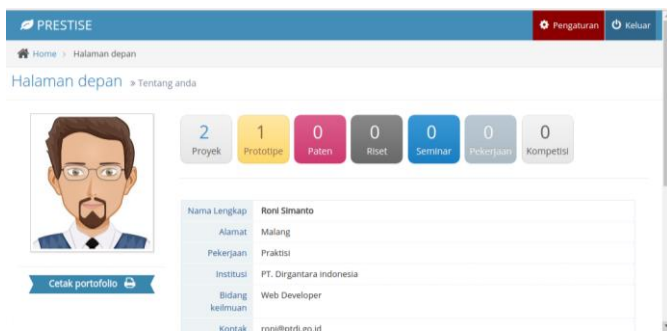 PRESTISE
Pengaturan
Keluar
Home > Halaman depan
Halaman depan » Tentang anda
2 1 0 0 0 0 0
Proyek Prototipe Paten Riset Seminar Pekerjaan Kompetisi
Nama Lengkap Roni Simanto
Alamat Malang
Pekerjaan Praktisi
Institusi PT. Dirgantara indonesia
Cetak portofolio
Bidang Web Developer
keilmuan
Kontak roni@ptdi.go.id